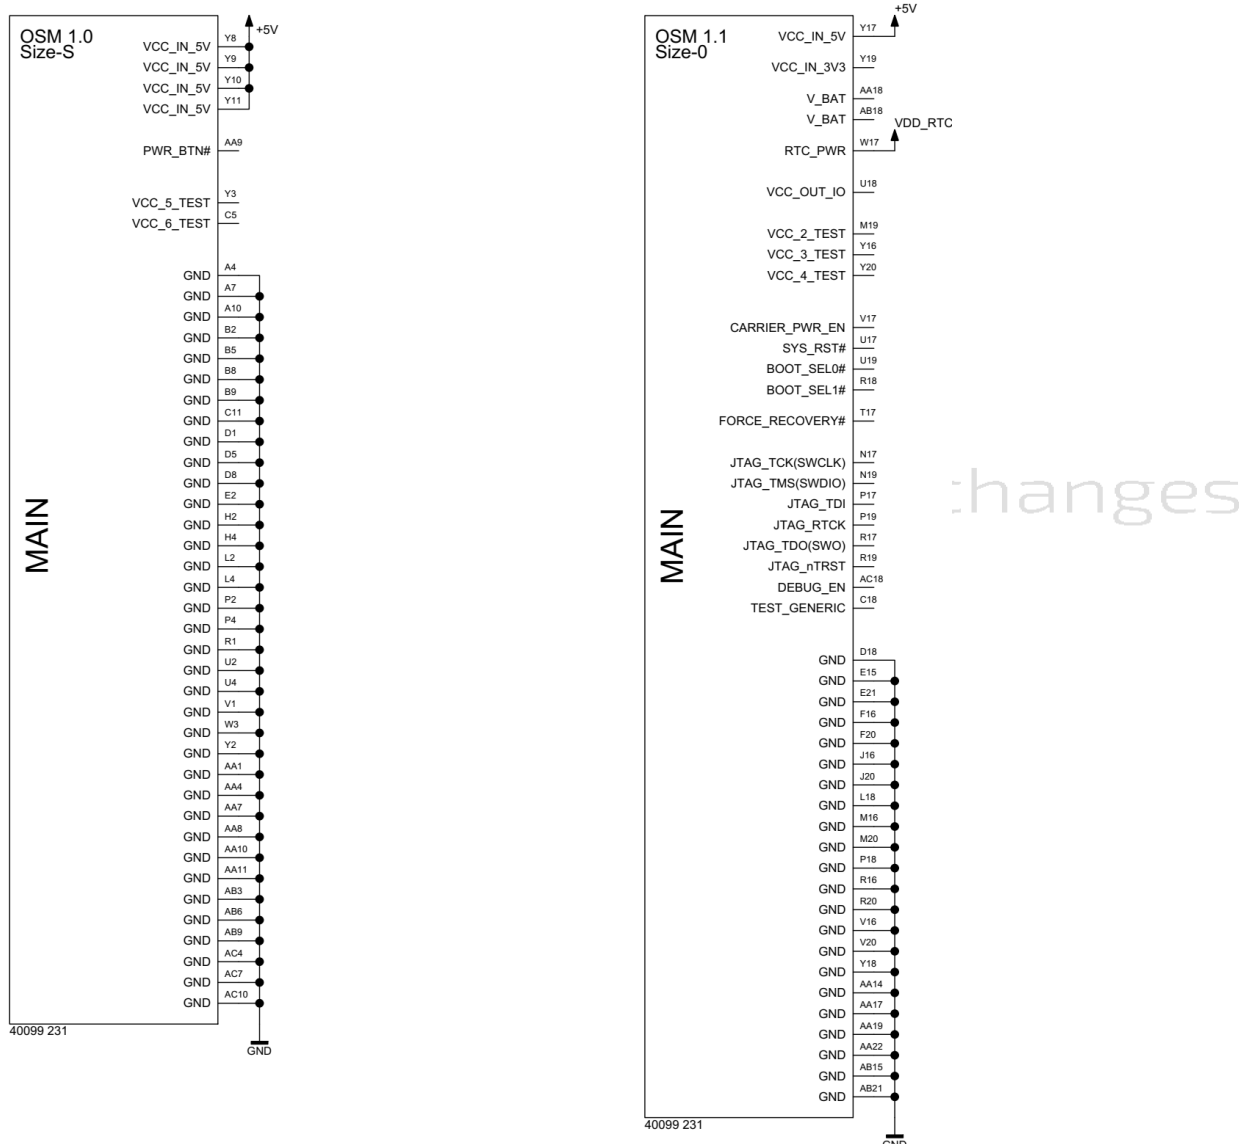 OSM 1.0
Size-S
+5V
VCC_IN_5V Y8
VCC_IN_5V Y9
VCC_IN_5V Y10
VCC_IN_5V Y11
PWR_BTN# AA9
VCC_5_TEST Y3
VCC_6_TEST C5
GND A4
GND A7
GND A10
GND B2
GND B5
GND B8
GND B9
GND C11
GND D1
GND D5
GND D8
GND E2
GND H2
GND H4
GND L2
GND L4
GND P2
GND P4
GND R1
GND U2
GND U4
GND V1
GND W3
GND Y2
GND AA1
GND AA4
GND AA7
GND AA8
GND AA10
GND AA11
GND AB3
GND AB6
GND AB9
GND AC4
GND AC7
GND AC10
MAIN
40099 231
GND
OSM 1.1
Size-0
+5V
VCC_IN_5V Y17
VCC_IN_3V3 Y19
V_BAT AA18
V_BAT AB18
VDD_RTC
RTC_PWR W17
VCC_OUT_IO U18
VCC_2_TEST M19
VCC_3_TEST Y16
VCC_4_TEST Y20
CARRIER_PWR_EN V17
SYS_RST# U17
BOOT_SEL0# U19
BOOT_SEL1# R18
FORCE_RECOVERY# T17
JTAG_TCK(SWCLK) N17
JTAG_TMS(SWDIO) N19
JTAG_TDI P17
JTAG_RTCK P19
JTAG_TDO(SWO) R17
JTAG_nTRST R19
DEBUG_EN AC18
TEST_GENERIC C18
GND D18
GND E15
GND E21
GND F16
GND F20
GND J16
GND J20
GND L18
GND M16
GND M20
GND P18
GND R16
GND R20
GND V16
GND V20
GND Y18
GND AA14
GND AA17
GND AA19
GND AA22
GND AB15
GND AB21
MAIN
40099 231
GND
hanges